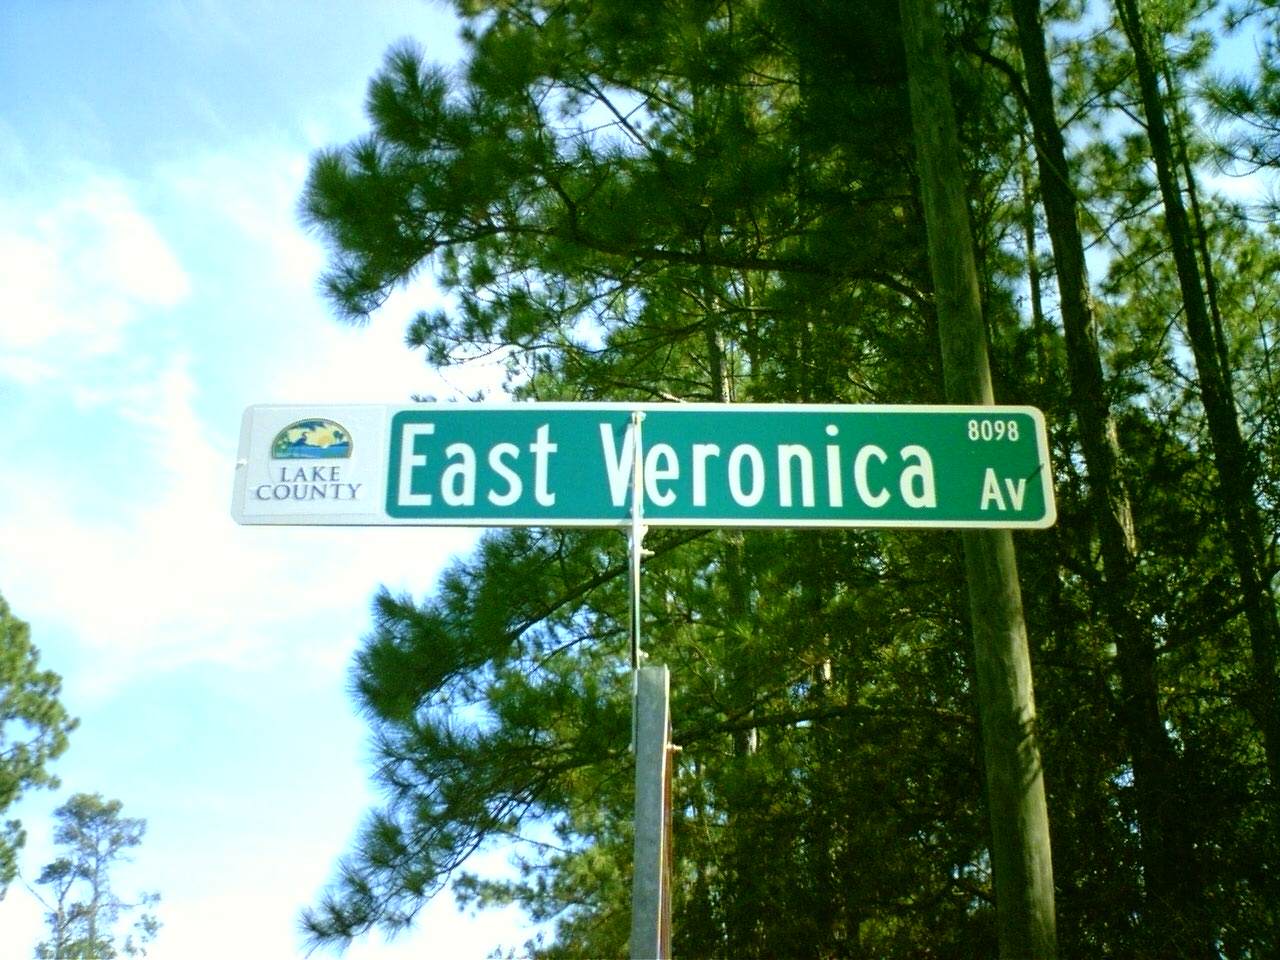 LAKE
COUNTY
East Veronica
8098
Av